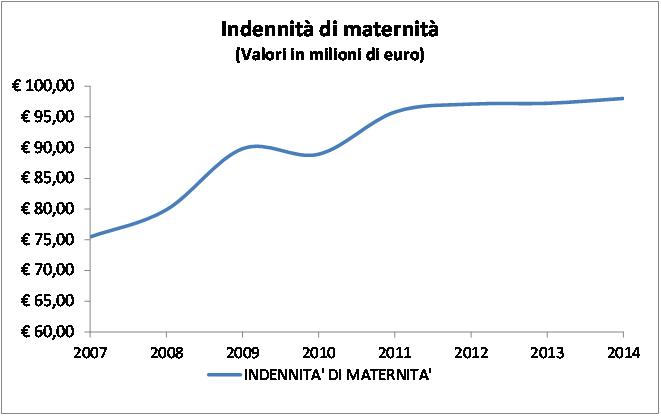 Indennità di maternità
(Valori in milioni di euro)
€ 100,00
€ 95,00
€ 90,00
€ 85,00
€ 80,00
€ 75,00
€ 70,00
€ 65,00
€ 60,00
2007 2008 2009 2010 2011 2012 2013 2014
INDENNITA' DI MATERNITA'